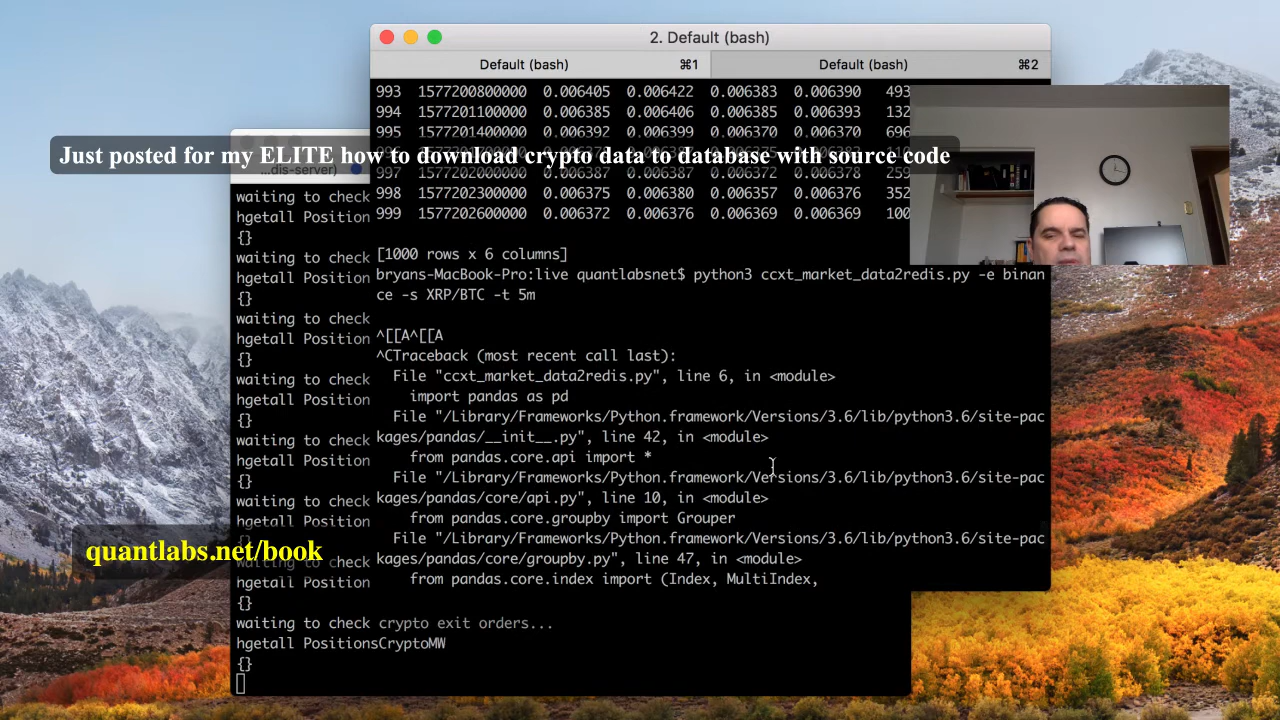 2. Default (bash)
Default (bash) ⌘1 Default (bash) ⌘2
993 1577200800000 0.006405 0.006422 0.006383 0.006390 493
994 1577201100000 0.006385 0.006406 0.006385 0.006393 132
995 1577201400000 0.006392 0.006399 0.006370 0.006370 696
Just posted for my ELITE how to download crypto data to database with source code
997 1577202000000 0.006372 0.006387 0.006372 0.006378 259
998 1577202300000 0.006375 0.006380 0.006357 0.006376 352
999 1577202600000 0.006372 0.006376 0.006369 0.006369 100
[1000 rows x 6 columns]
bryans-MacBook-Pro:live quantlabsnet$ python3 ccxt_market_data2redis.py -e binan
ce -s XRP/BTC -t 5m
^[[A^[[A
^CTraceback (most recent call last):
File "ccxt_market_data2redis.py", line 6, in <module>
import pandas as pd
File "/Library/Frameworks/Python.framework/Versions/3.6/lib/python3.6/site-pac
kages/pandas/__init__.py", line 42, in <module>
from pandas.core.api import *
File "/Library/Frameworks/Python.framework/Versions/3.6/lib/python3.6/site-pac
kages/pandas/core/api.py", line 10, in <module>
from pandas.core.groupby import Grouper
File "/Library/Frameworks/Python.framework/Versions/3.6/lib/python3.6/site-pac
kages/pandas/core/groupby.py", line 47, in <module>
from pandas.core.index import (Index, MultiIndex,
...dis-server)
waiting to check
hgetall Position
{}
waiting to check
hgetall Position
{}
waiting to check
hgetall Position
{}
waiting to check
hgetall Position
{}
waiting to check
hgetall Position
{}
waiting to check
hgetall Position
{}
quantlabs.net/book
waiting to check
hgetall Position
{}
waiting to check crypto exit orders...
hgetall PositionsCryptoMW
{}